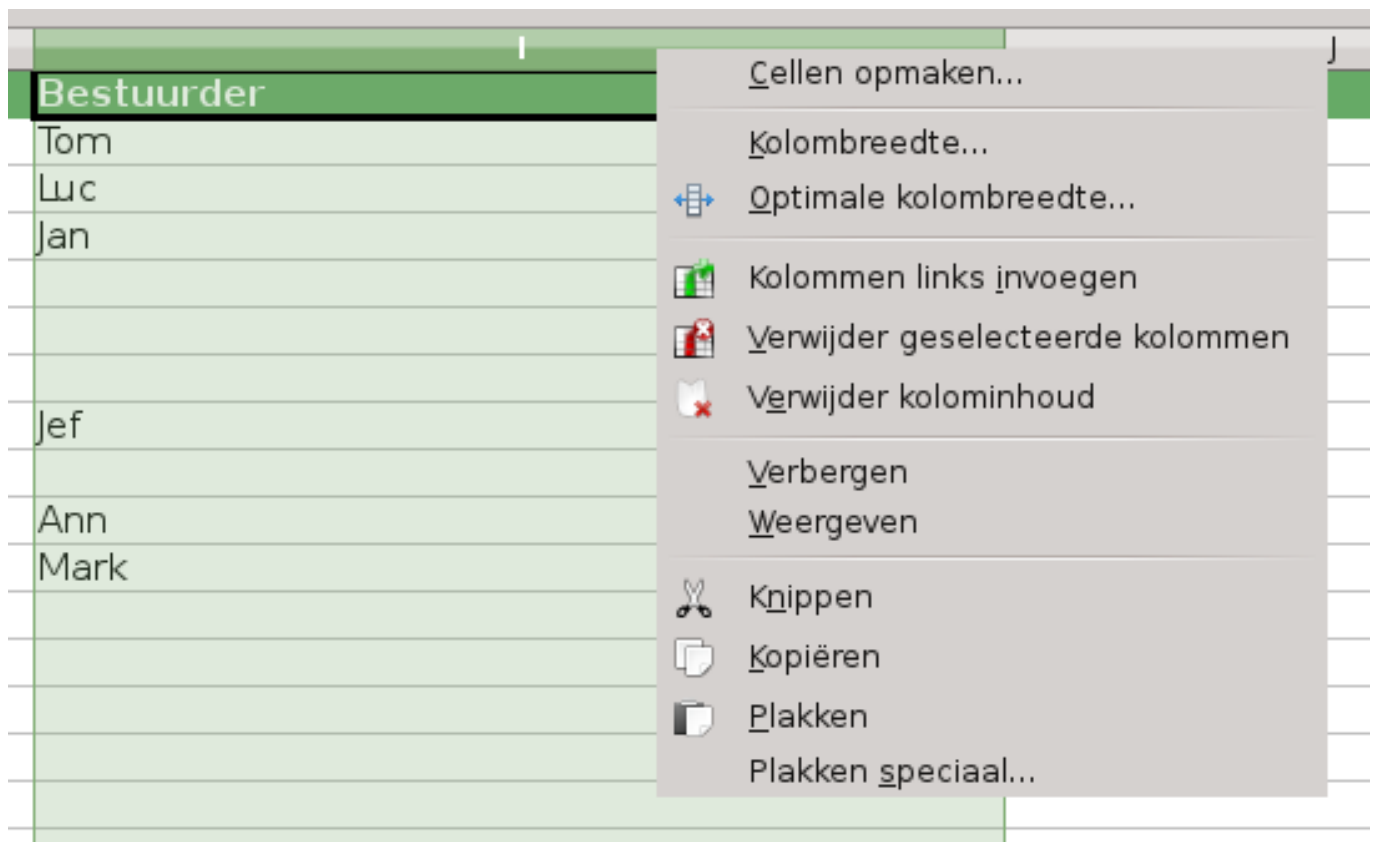 I
J
Bestuurder
Tom
Luc
Jan
Jef
Ann
Mark
Cellen opmaken...
Kolombreedte...
Optimale kolombreedte...
Kolommen links invoegen
Verwijder geselecteerde kolommen
Verwijder kolominhoud
Verbergen
Weergeven
Knippen
Kopiëren
Plakken
Plakken speciaal...